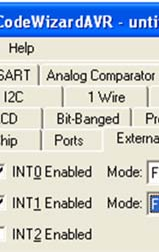 CodeWizardAVR - unti
Help
SART Analog Comparator
I2C 1 Wire
CD Bit-Banged Pr
hip Ports Externa
INT0 Enabled Mode: F
INT1 Enabled Mode: F
INT2 Enabled